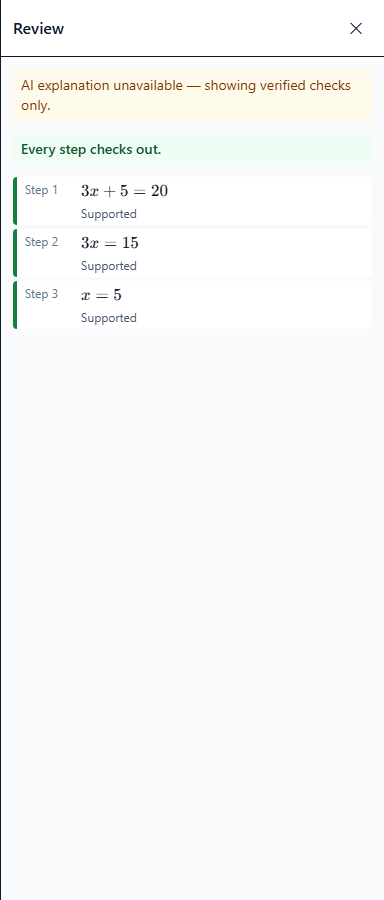 Review
AI explanation unavailable — showing verified checks
only.
Every step checks out.
Step 1 3x + 5 = 20
Supported
Step 2 3x = 15
Supported
Step 3 x = 5
Supported